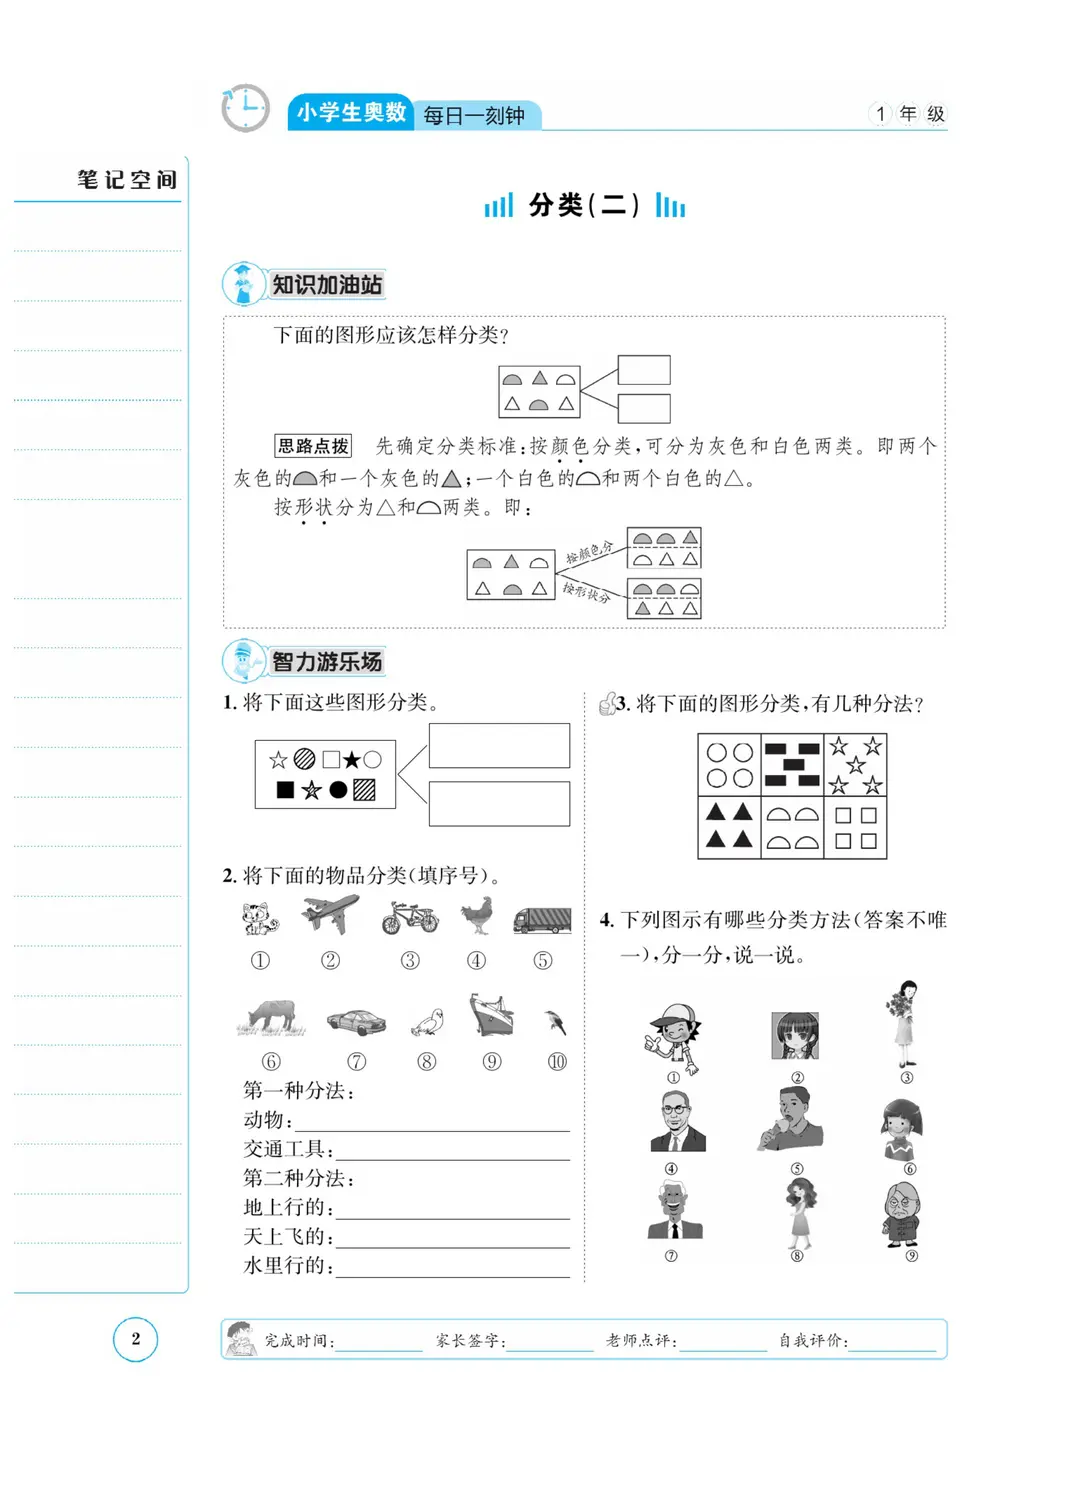 小学生奥数 每日一刻钟
1年级
笔记空间
分类(二)
知识加油站
下面的图形应该怎样分类?
思路点拨 先确定分类标准:按颜色分类,可分为灰色和白色两类。即两个
灰色的和一个灰色的;一个白色的和两个白色的△。
按形状分为△和两类。即:
按颜色分
按形状分
智力游乐场
1. 将下面这些图形分类。
2. 将下面的物品分类(填序号)。
① ② ③ ④ ⑤
⑥ ⑦ ⑧ ⑨ ⑩
第一种分法:
动物:
交通工具:
第二种分法:
地上行的:
天上飞的:
水里行的:
3. 将下面的图形分类,有几种分法?
4. 下列图示有哪些分类方法(答案不唯
一),分一分,说一说。
① ② ③
④ ⑤ ⑥
⑦ ⑧ ⑨
2
完成时间: 家长签字: 老师点评: 自我评价: